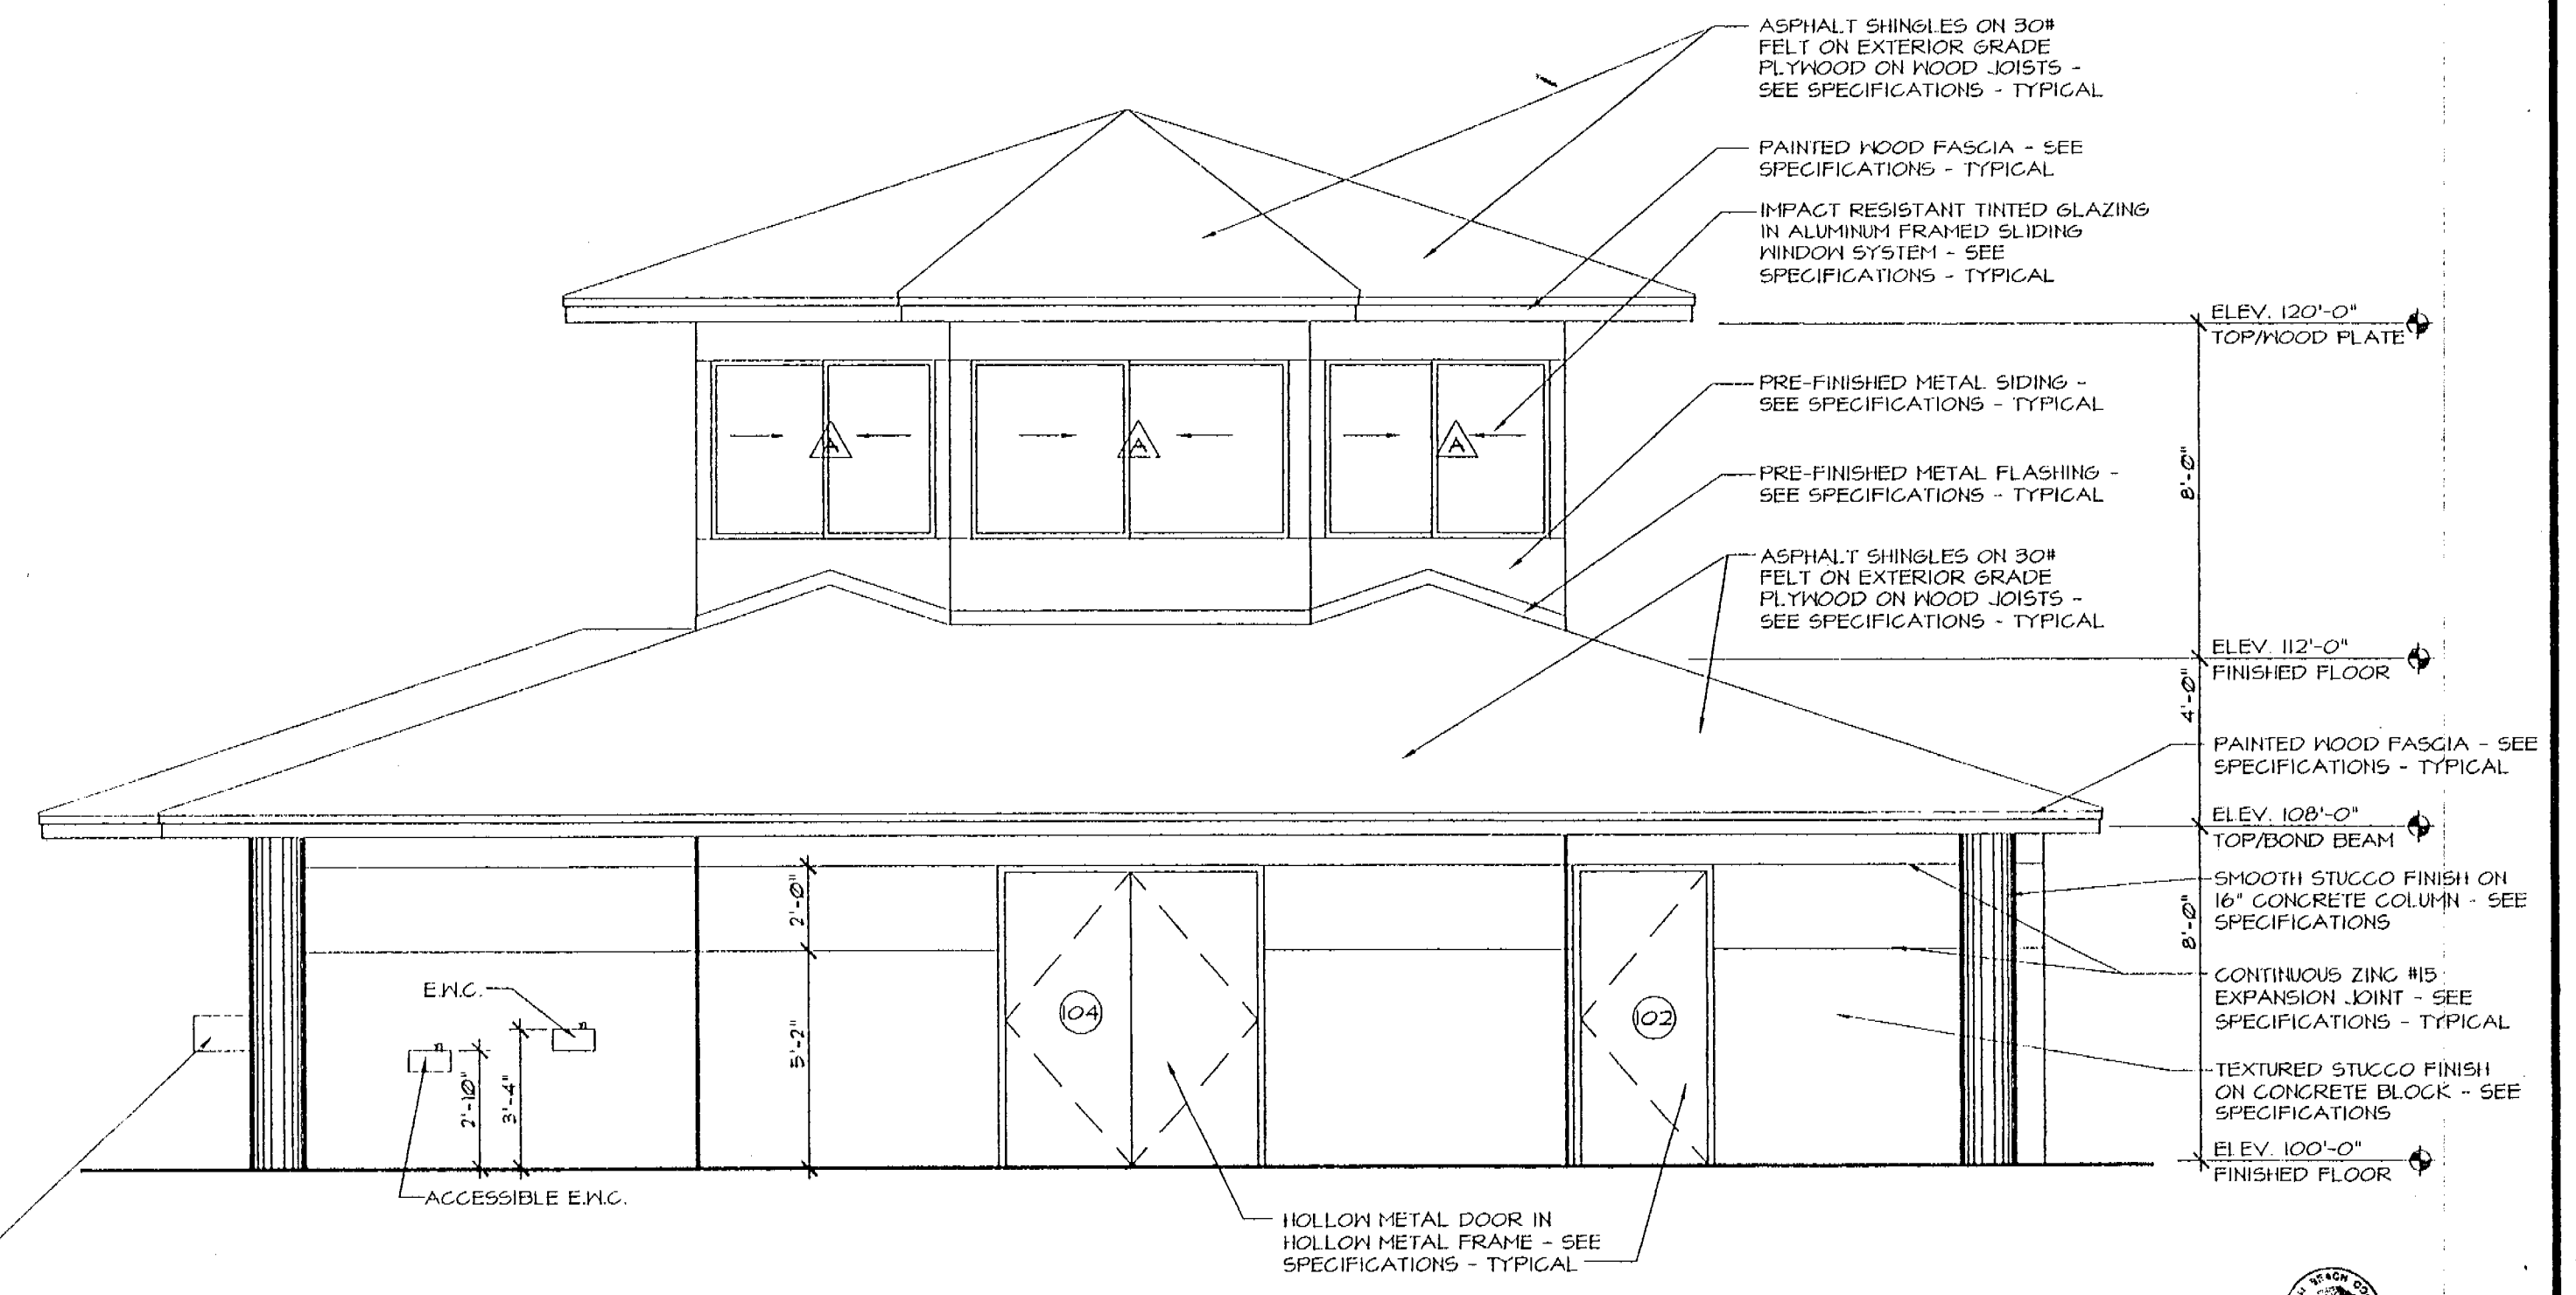 ASPHALT SHINGLES ON 30#
FELT ON EXTERIOR GRADE
PLYWOOD ON WOOD JOISTS -
SEE SPECIFICATIONS - TYPICAL
PAINTED WOOD FASCIA - SEE
SPECIFICATIONS - TYPICAL
IMPACT RESISTANT TINTED GLAZING
IN ALUMINUM FRAMED SLIDING
WINDOW SYSTEM - SEE
SPECIFICATIONS - TYPICAL
ELEV. 120'-0"
TOP/WOOD PLATE
PRE-FINISHED METAL SIDING -
SEE SPECIFICATIONS - TYPICAL
A
A
A
8'-0"
PRE-FINISHED METAL FLASHING -
SEE SPECIFICATIONS - TYPICAL
ASPHALT SHINGLES ON 30#
FELT ON EXTERIOR GRADE
PLYWOOD ON WOOD JOISTS -
SEE SPECIFICATIONS - TYPICAL
ELEV. 112'-0"
FINISHED FLOOR
4'-0"
PAINTED WOOD FASCIA - SEE
SPECIFICATIONS - TYPICAL
ELEV. 108'-0"
TOP/BOND BEAM
SMOOTH STUCCO FINISH ON
16" CONCRETE COLUMN - SEE
SPECIFICATIONS
8'-0"
2'-0"
CONTINUOUS ZINC #15
EXPANSION JOINT - SEE
SPECIFICATIONS - TYPICAL
E.W.C.
104
102
5'-2"
2'-10"
3'-4"
TEXTURED STUCCO FINISH
ON CONCRETE BLOCK - SEE
SPECIFICATIONS
ELEV. 100'-0"
FINISHED FLOOR
ACCESSIBLE E.W.C.
HOLLOW METAL DOOR IN
HOLLOW METAL FRAME - SEE
SPECIFICATIONS - TYPICAL
BEACH CO